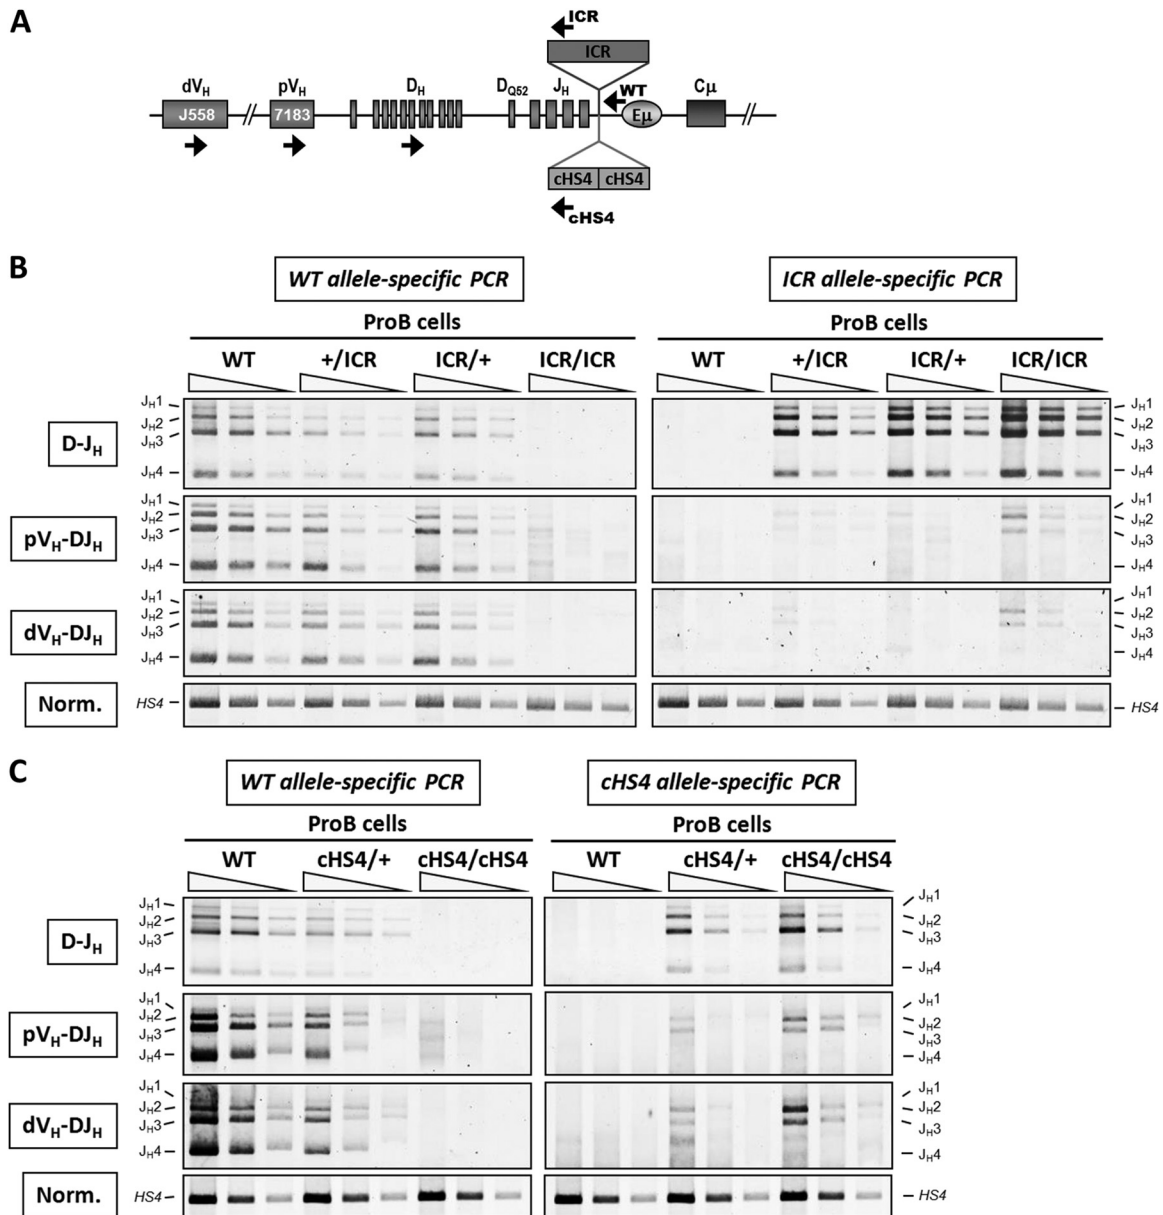 A
ICR
ICR
dVH
pVH
DH
DQ52
JH
WT
Cμ
J558
//
7183
Eμ
//
cHS4 cHS4
cHS4
B
WT allele-specific PCR
ICR allele-specific PCR
ProB cells
ProB cells
WT +/ICR ICR/+ ICR/ICR
WT +/ICR ICR/+ ICR/ICR
D-JH
JH1
JH2
JH3
JH4
JH1
JH2
JH3
JH4
pVH-DJH
JH1
JH2
JH3
JH4
JH1
JH2
JH3
JH4
dVH-DJH
JH1
JH2
JH3
JH4
JH1
JH2
JH3
JH4
Norm.
HS4
HS4
C
WT allele-specific PCR
cHS4 allele-specific PCR
ProB cells
ProB cells
WT cHS4/+ cHS4/cHS4
WT cHS4/+ cHS4/cHS4
D-JH
JH1
JH2
JH3
JH4
JH1
JH2
JH3
JH4
pVH-DJH
JH1
JH2
JH3
JH4
JH1
JH2
JH3
JH4
dVH-DJH
JH1
JH2
JH3
JH4
JH1
JH2
JH3
JH4
Norm.
HS4
HS4